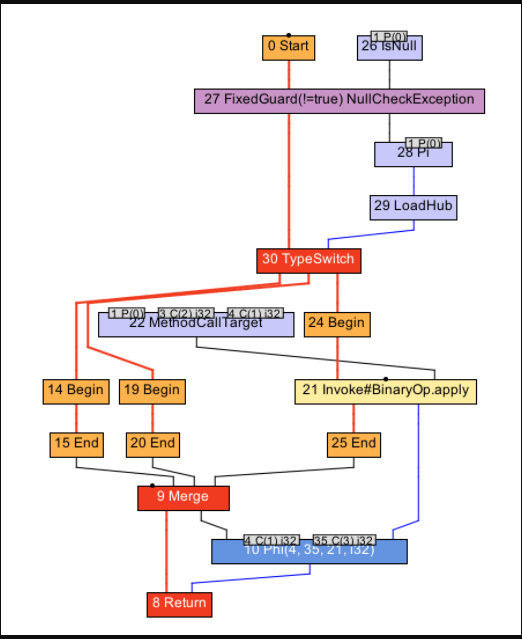 0 Start
1 P(0)
26 IsNull
27 FixedGuard(!=true) NullCheckException
1 P(0)
28 Pi
29 LoadHub
30 TypeSwitch
1 P(0) 3 C(2) i32 4 C(1) i32
22 MethodCallTarget
24 Begin
14 Begin
19 Begin
21 Invoke#BinaryOp.apply
15 End
20 End
25 End
9 Merge
4 C(1) i32 35 C(3) i32
10 Phi(4, 35, 21, i32)
8 Return